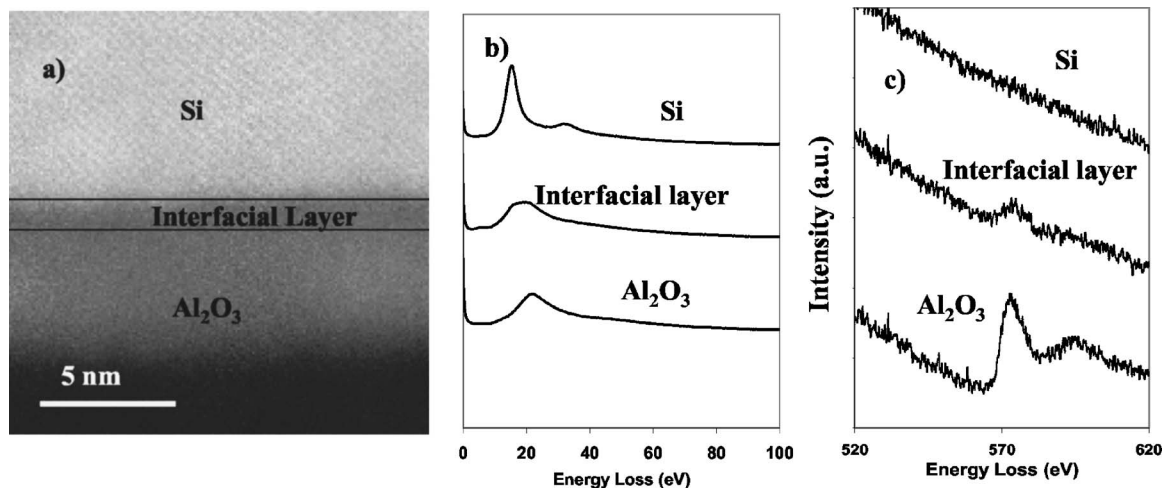 a)
Si
Interfacial Layer
Al₂O₃
5 nm
b)
Si
Interfacial layer
Al₂O₃
0 20 40 60 80 100
Energy Loss (eV)
Intensity (a.u.)
Si
c)
Interfacial layer
Al₂O₃
520 570 620
Energy Loss (eV)